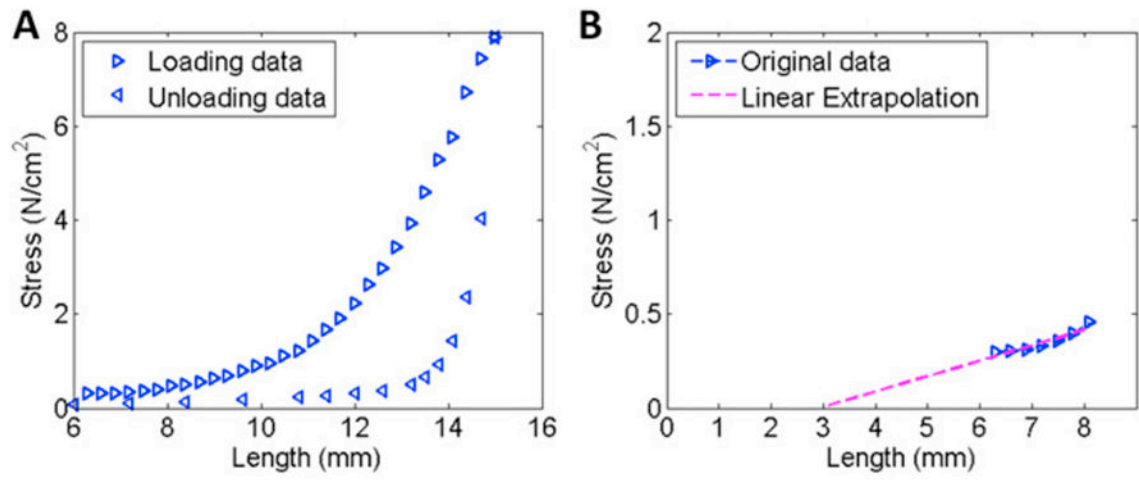 A
Loading data
Unloading data
Stress (N/cm²)
8
6
4
2
0
6 8 10 12 14 16
Length (mm)
B
Original data
Linear Extrapolation
Stress (N/cm²)
2
1.5
1
0.5
0
0 1 2 3 4 5 6 7 8
Length (mm)